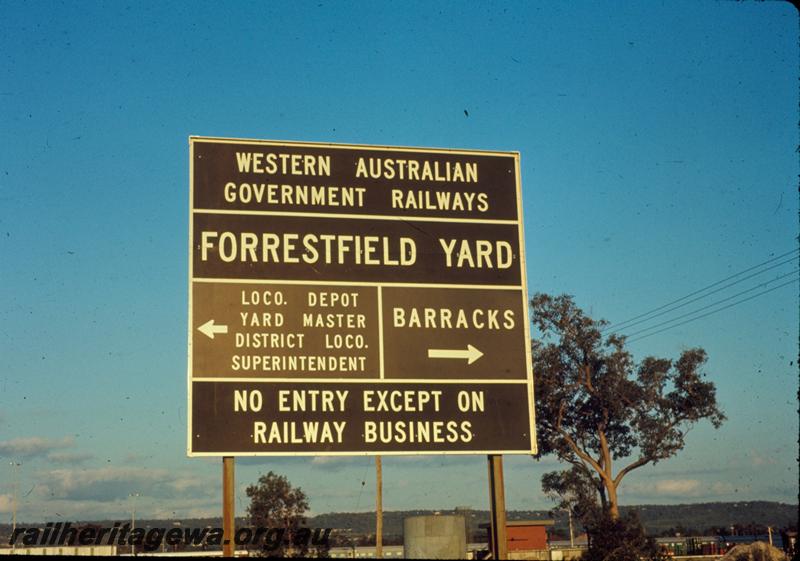 WESTERN AUSTRALIAN
GOVERNMENT RAILWAYS
FORRESTFIELD YARD
LOCO. DEPOT
YARD MASTER
DISTRICT LOCO.
SUPERINTENDENT
BARRACKS
NO ENTRY EXCEPT ON
RAILWAY BUSINESS
www.railheritagewa.org.au